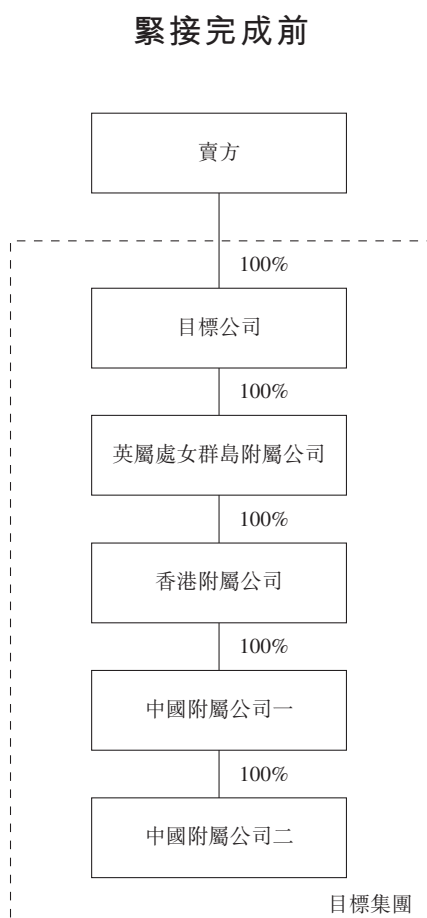 緊接完成前
賣方
100%
目標公司
100%
英屬處女群島附屬公司
100%
香港附屬公司
100%
中國附屬公司一
100%
中國附屬公司二
目標集團